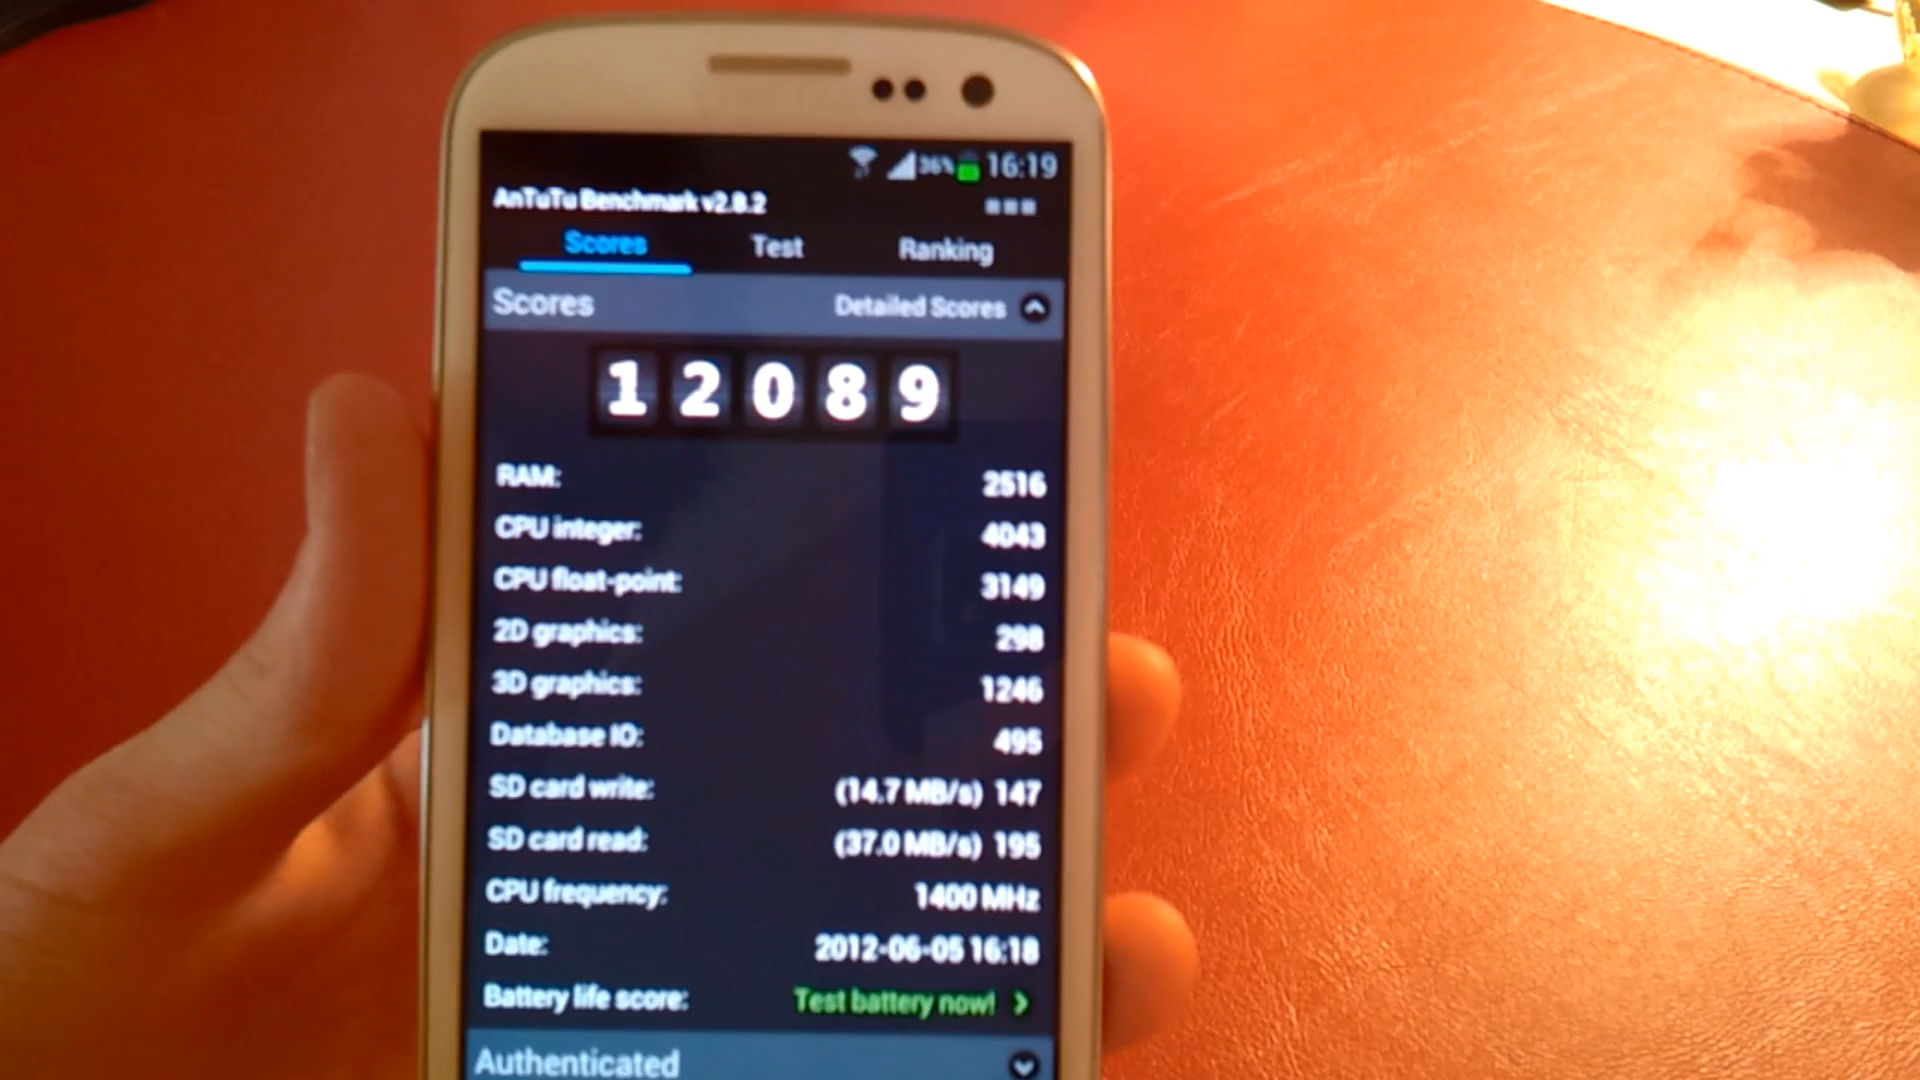 36% 16:19
AnTuTu Benchmark v2.8.2
Scores Test Ranking
Scores Detailed Scores
12089
RAM: 2516
CPU integer: 4043
CPU float-point: 3149
2D graphics: 298
3D graphics: 1246
Database IO: 495
SD card write: (14.7 MB/s) 147
SD card read: (37.0 MB/s) 195
CPU frequency: 1400 MHz
Date: 2012-06-05 16:18
Battery life score: Test battery now!
Authenticated